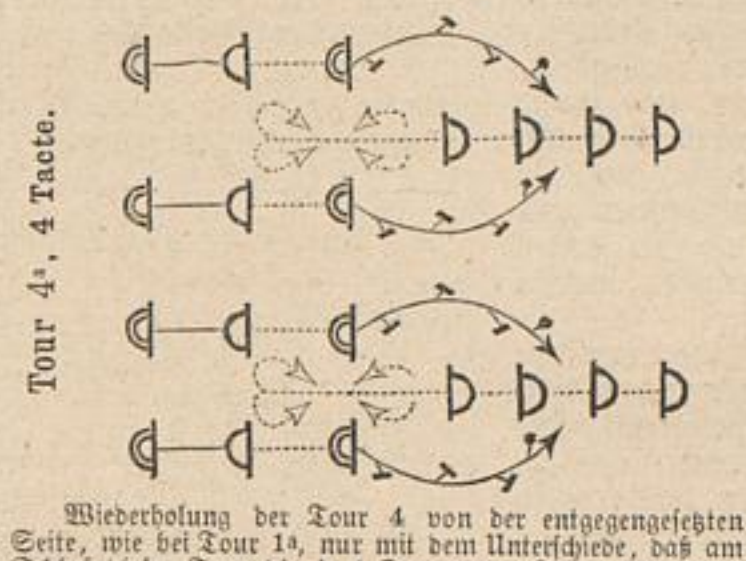 Tour 4ª, 4 Tacte.
Wiederholung der Tour 4 von der entgegengesetzten
Seite, wie bei Tour 1ª, nur mit dem Unterschiede, daß am